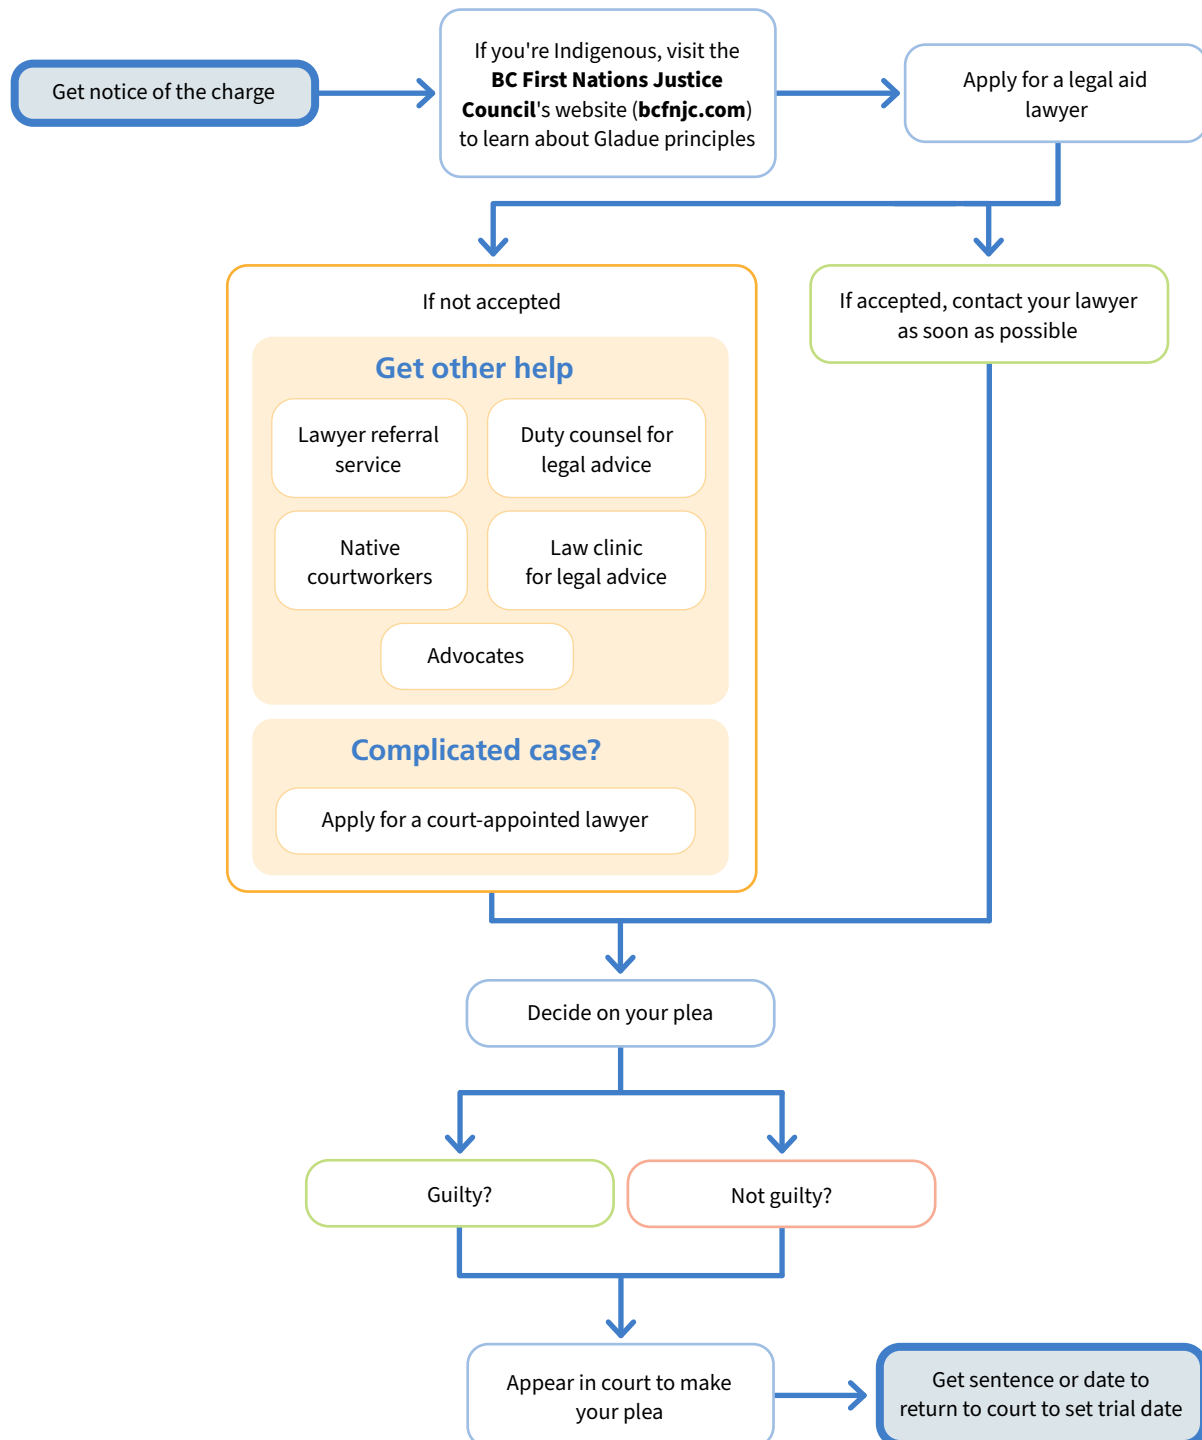 Get notice of the charge
If you're Indigenous, visit the
BC First Nations Justice
Council's website (bcfnjc.com)
to learn about Gladue principles
Apply for a legal aid
lawyer
If not accepted
Get other help
Lawyer referral
service
Duty counsel for
legal advice
Native
courtworkers
Law clinic
for legal advice
Advocates
Complicated case?
Apply for a court-appointed lawyer
If accepted, contact your lawyer
as soon as possible
Decide on your plea
Guilty?
Not guilty?
Appear in court to make
your plea
Get sentence or date to
return to court to set trial date